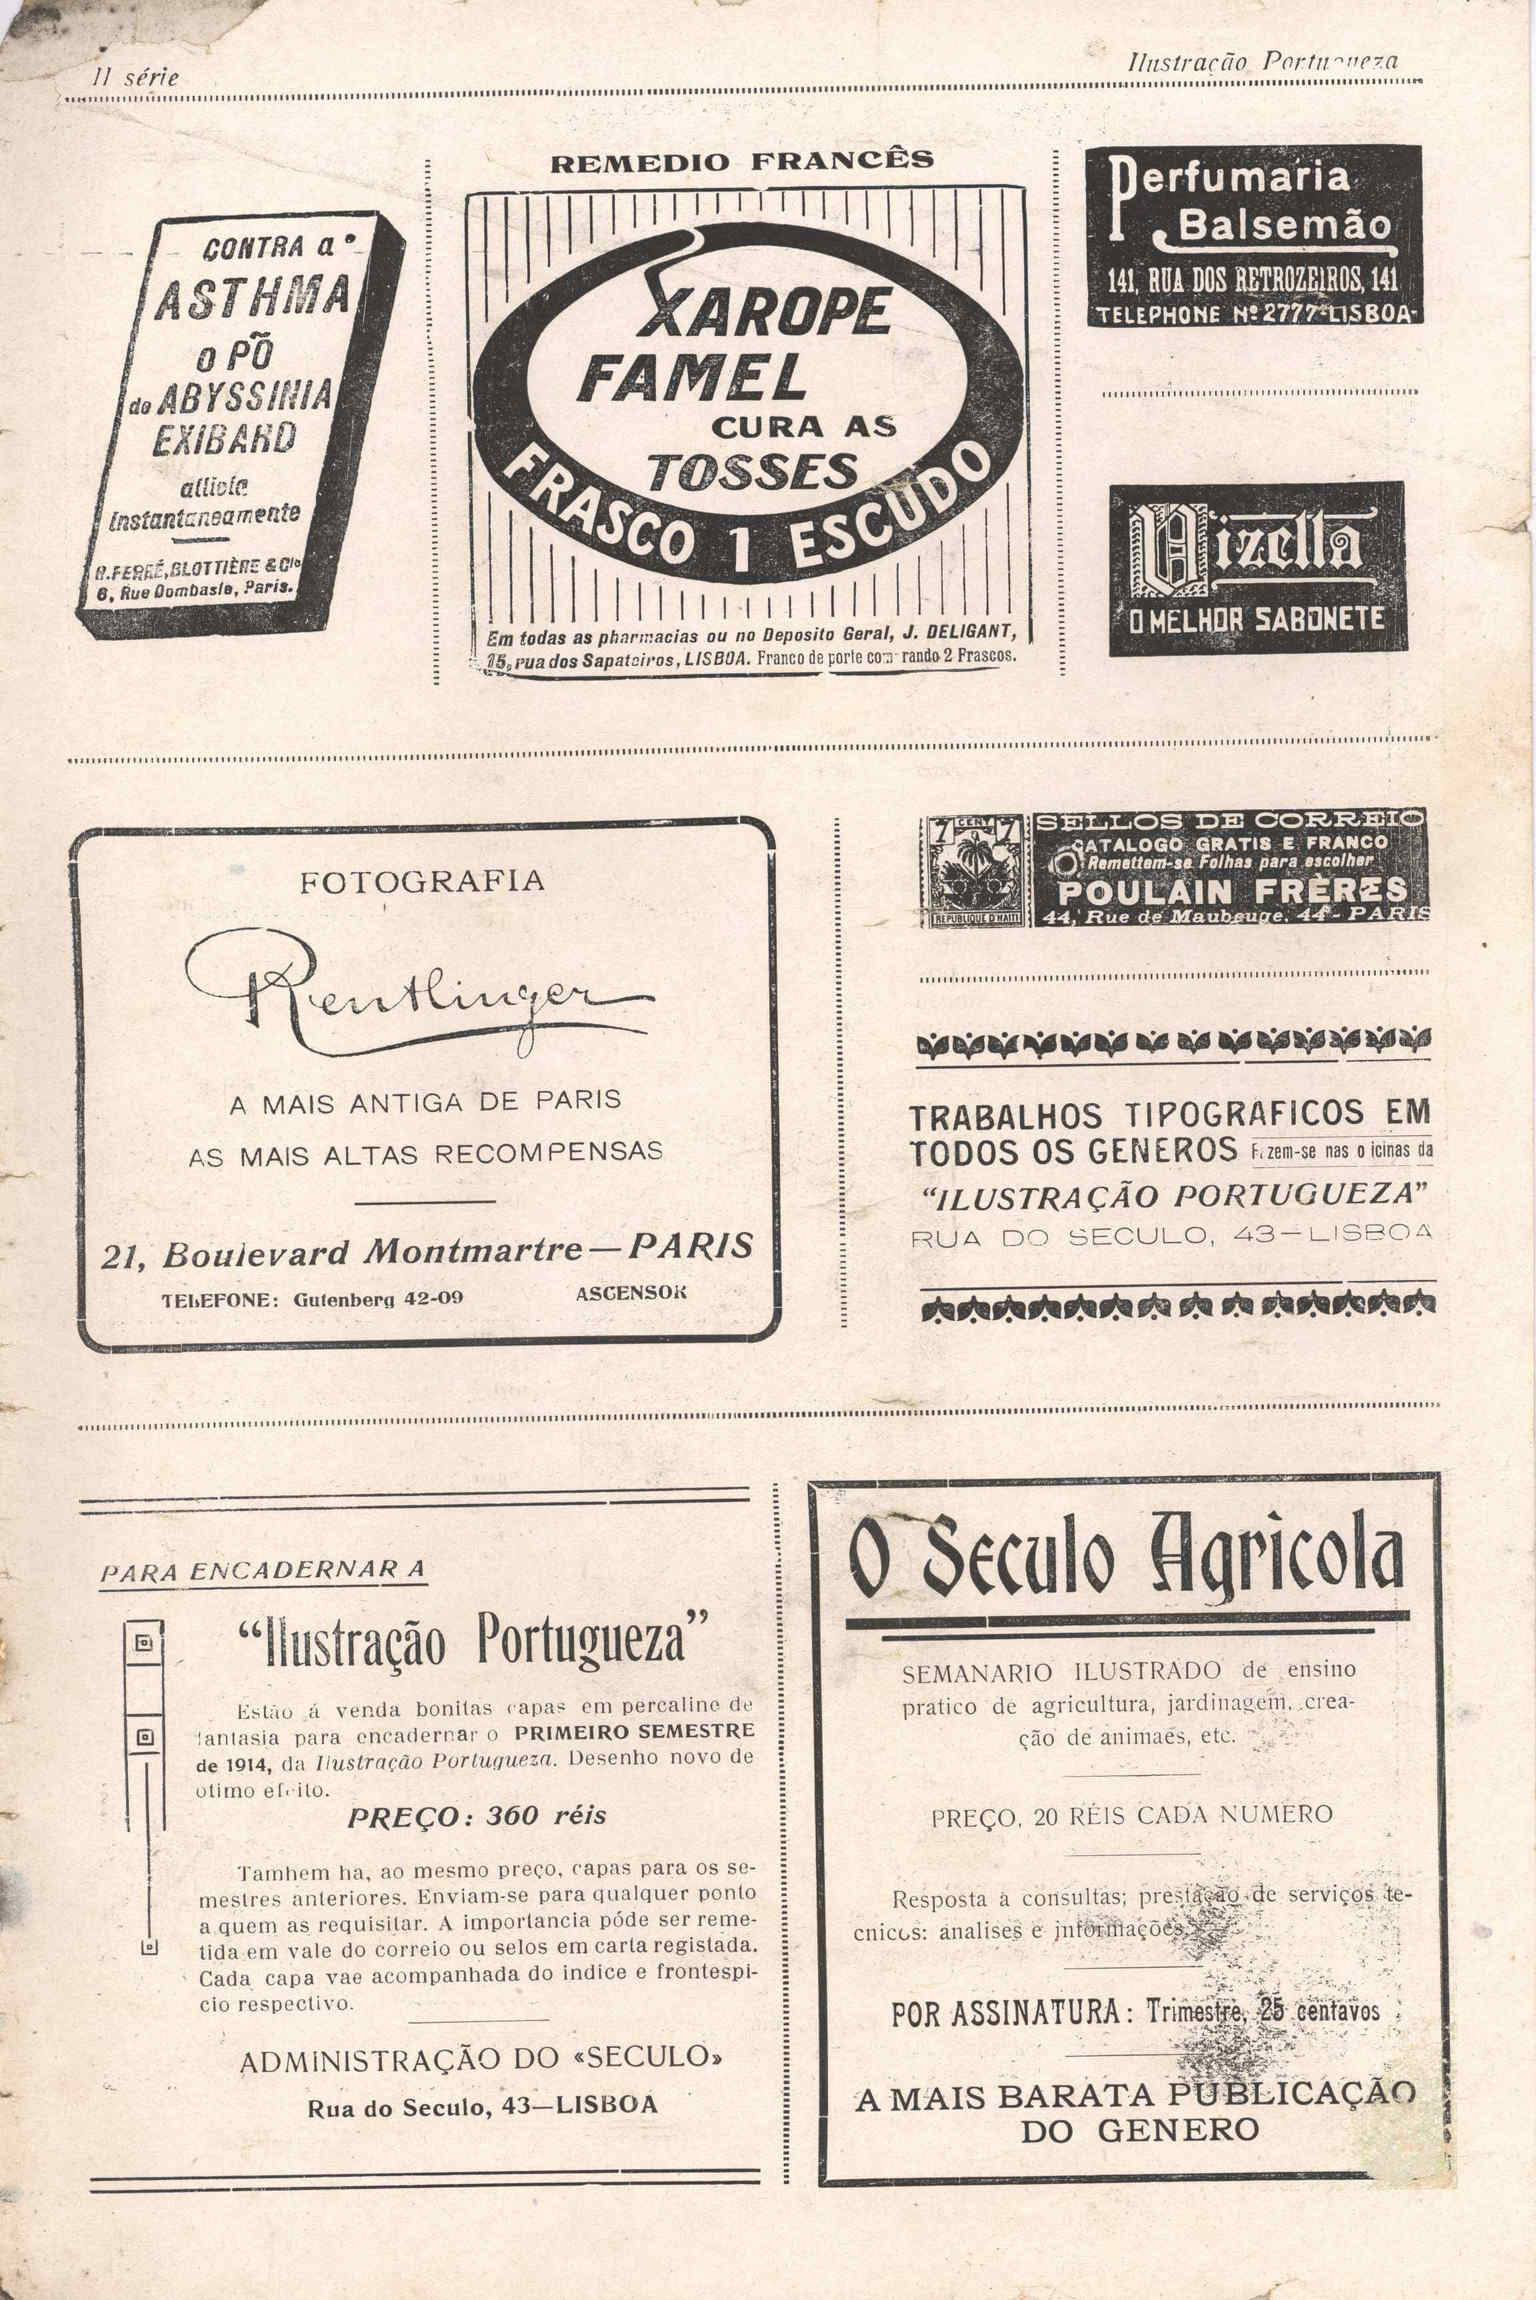 II série
Ilustração Portugueza
CONTRA a
ASTHMA
o PÓ
do ABYSSINIA
EXIBARD
allivia
Instantaneamente
H. FERRÉ, BLOTTIÈRE & Cie
6, Rue Dombasle, Paris.
REMEDIO FRANCÊS
XAROPE
FAMEL
CURA AS
TOSSES
FRASCO 1 ESCUDO
Em todas as pharmacias ou no Deposito Geral, J. DELIGANT,
15, rua dos Sapateiros, LISBOA. Franco de porte comprando 2 Frascos.
Perfumaria
Balsemão
141, RUA DOS RETROZEIROS, 141
TELEPHONE Nº 2777-LISBOA-
Vizella
O MELHOR SABONETE
FOTOGRAFIA
Reutlinger
A MAIS ANTIGA DE PARIS
AS MAIS ALTAS RECOMPENSAS
21, Boulevard Montmartre—PARIS
TELEFONE: Gutenberg 42-09 ASCENSOR
7 CENT 7
REPUBLIQUE D'HAITI
SELLOS DE CORREIO
CATALOGO GRATIS E FRANCO
Remettem-se Folhas para escolher
POULAIN FRÈRES
44, Rue de Maubeuge, 44 - PARIS
TRABALHOS TIPOGRAFICOS EM
TODOS OS GENEROS Fazem-se nas oficinas da
"ILUSTRAÇÃO PORTUGUEZA"
RUA DO SECULO, 43—LISBOA
PARA ENCADERNAR A
"Ilustração Portugueza"
Estão á venda bonitas capas em percaline de
fantasia para encadernar o PRIMEIRO SEMESTRE
de 1914, da Ilustração Portugueza. Desenho novo de
otimo efeito.
PREÇO: 360 réis
Tambem ha, ao mesmo preço, capas para os se-
mestres anteriores. Enviam-se para qualquer ponto
a quem as requisitar. A importancia póde ser reme-
tida em vale do correio ou selos em carta registada.
Cada capa vae acompanhada do indice e frontespi-
cio respectivo.
ADMINISTRAÇÃO DO «SECULO»
Rua do Seculo, 43—LISBOA
O Seculo Agricola
SEMANARIO ILUSTRADO de ensino
pratico de agricultura, jardinagem, crea-
ção de animaes, etc.
PREÇO, 20 RÉIS CADA NUMERO
Resposta a consultas; prestação de serviços te-
cnicos: analises e informações.
POR ASSINATURA: Trimestre, 25 centavos
A MAIS BARATA PUBLICAÇÃO
DO GENERO